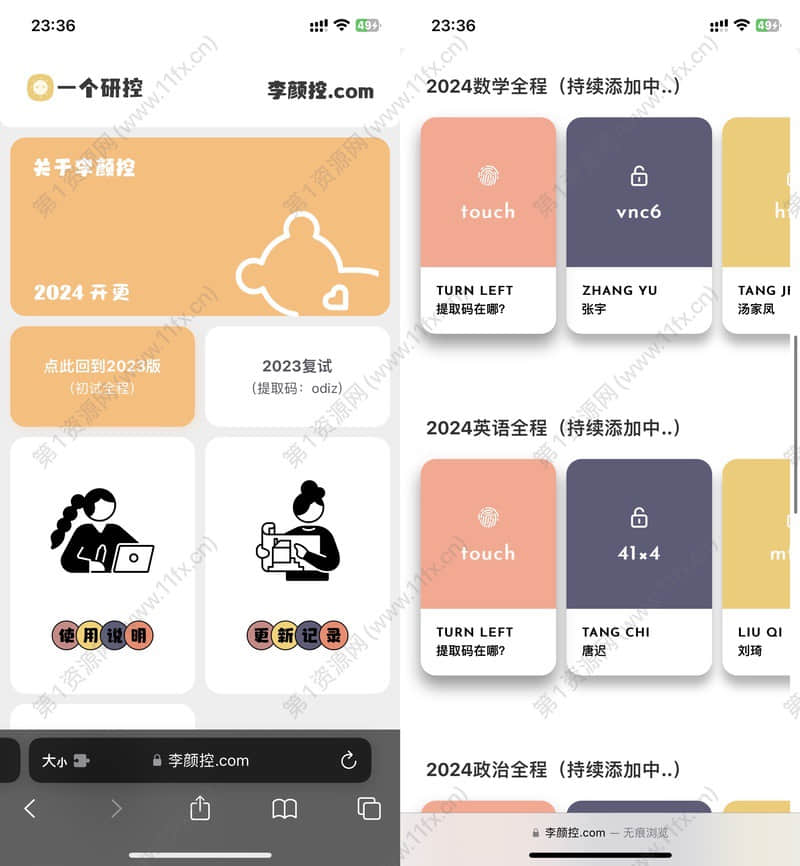 23:36
49
一个研控
李颜控.com
关于李颜控
2024 开更
点此回到2023版
(初试全程)
2023复试
(提取码：odiz)
使用说明
更新记录
大小
李颜控.com
23:36
49
2024数学全程（持续添加中..）
touch
vnc6
TURN LEFT
提取码在哪？
ZHANG YU
张宇
汤家凤
2024英语全程（持续添加中..）
touch
41×4
TURN LEFT
提取码在哪？
TANG CHI
唐迟
LIU QI
刘琦
2024政治全程（持续添加中..）
李颜控.com — 无痕浏览
第1资源网 (www.11fx.cn)